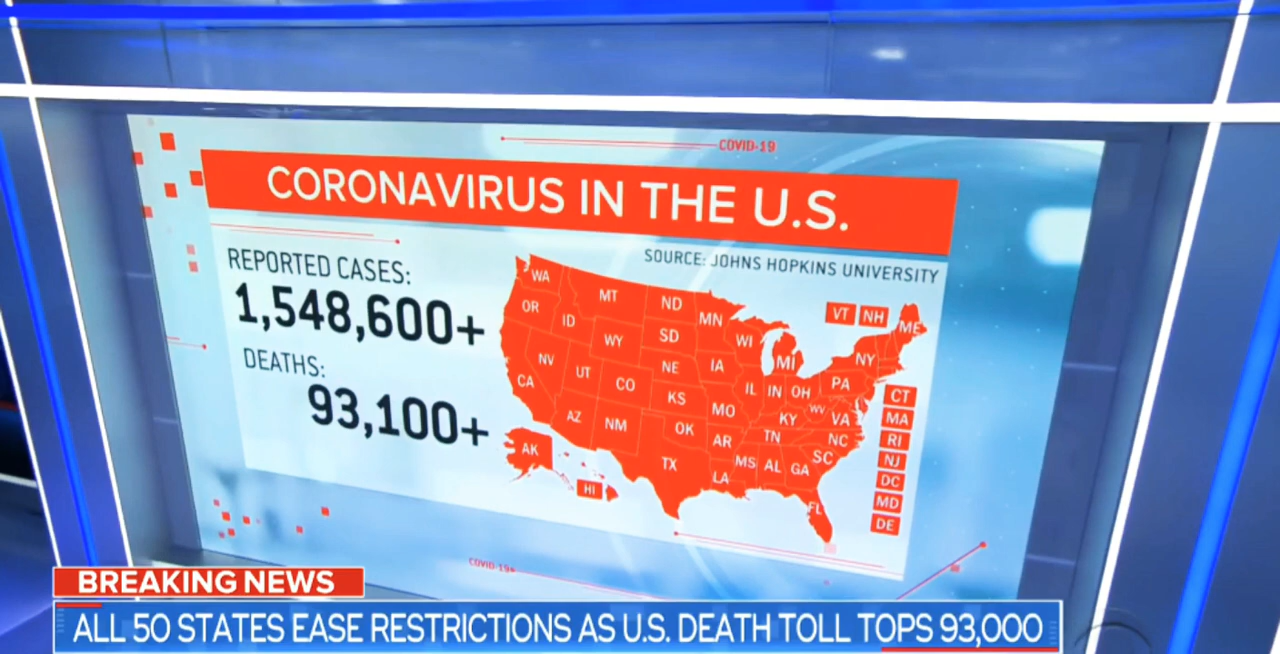 COVID-19
CORONAVIRUS IN THE U.S.
SOURCE: JOHNS HOPKINS UNIVERSITY
REPORTED CASES:
1,548,600+
DEATHS:
93,100+
WA
MT
ND
MN
VT
NH
ME
OR
ID
WY
SD
WI
MI
NY
NV
UT
CO
NE
IA
IL
IN
OH
PA
CA
KS
MO
KY
WV
VA
CT
MA
AZ
NM
OK
AR
TN
NC
RI
SC
NJ
AK
TX
LA
MS
AL
GA
DC
HI
FL
MD
DE
COVID-19
BREAKING NEWS
ALL 50 STATES EASE RESTRICTIONS AS U.S. DEATH TOLL TOPS 93,000